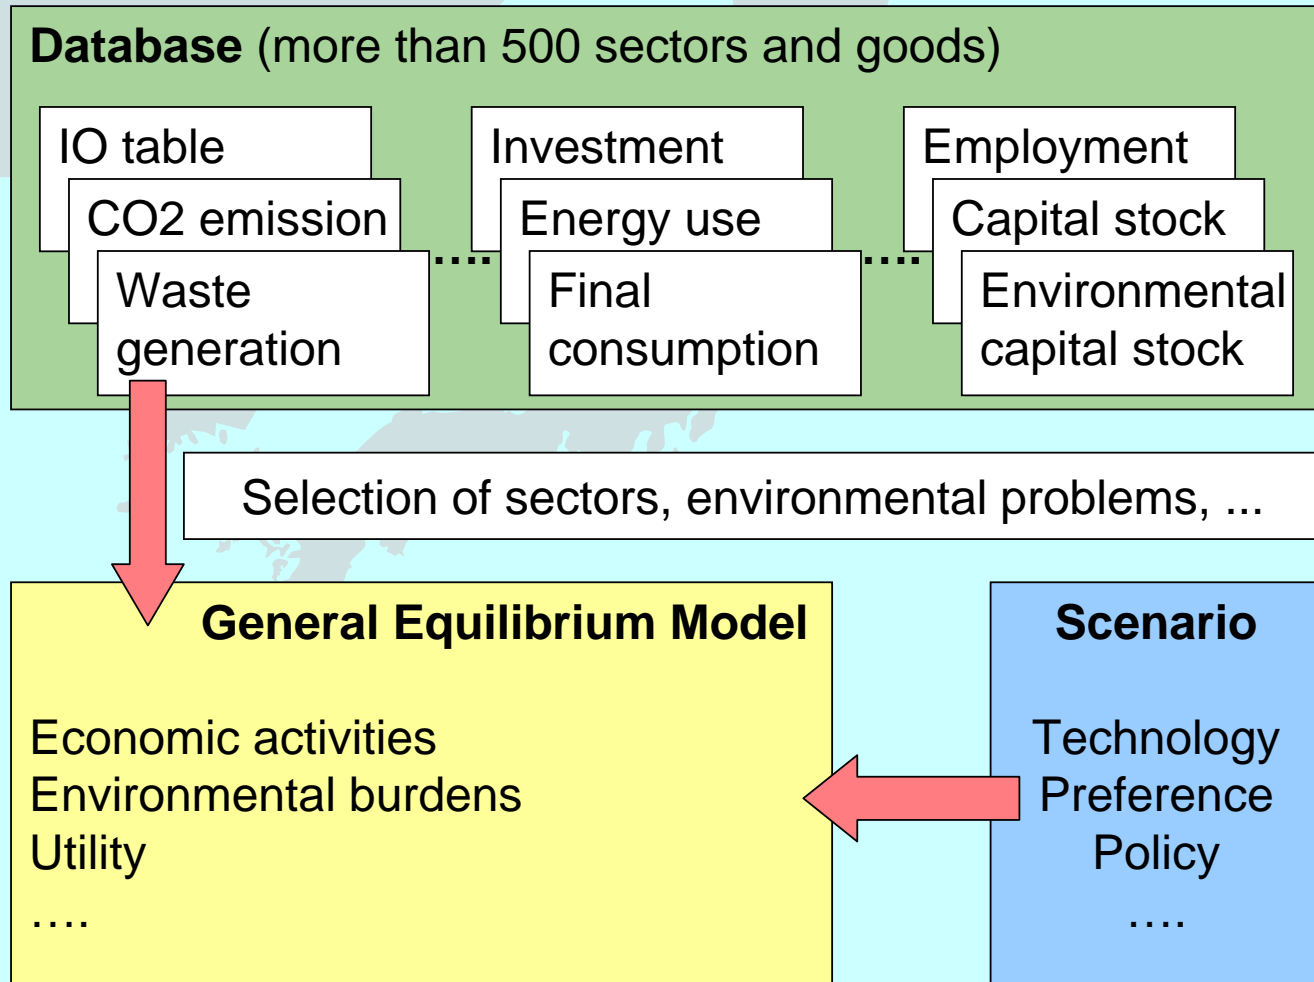 Database (more than 500 sectors and goods)
IO table
CO2 emission
Waste
generation
....
Investment
Energy use
Final
consumption
....
Employment
Capital stock
Environmental
capital stock
Selection of sectors, environmental problems, ...
General Equilibrium Model
Economic activities
Environmental burdens
Utility
....
Scenario
Technology
Preference
Policy
....